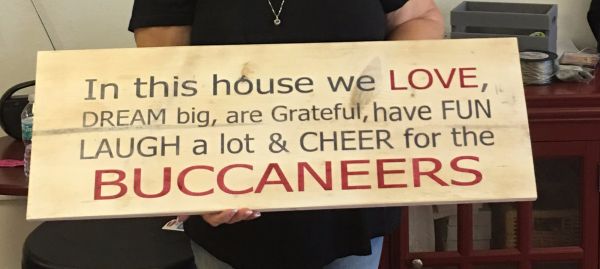 In this house we LOVE,
DREAM big, are Grateful, have FUN
LAUGH a lot & CHEER for the
BUCCANEERS